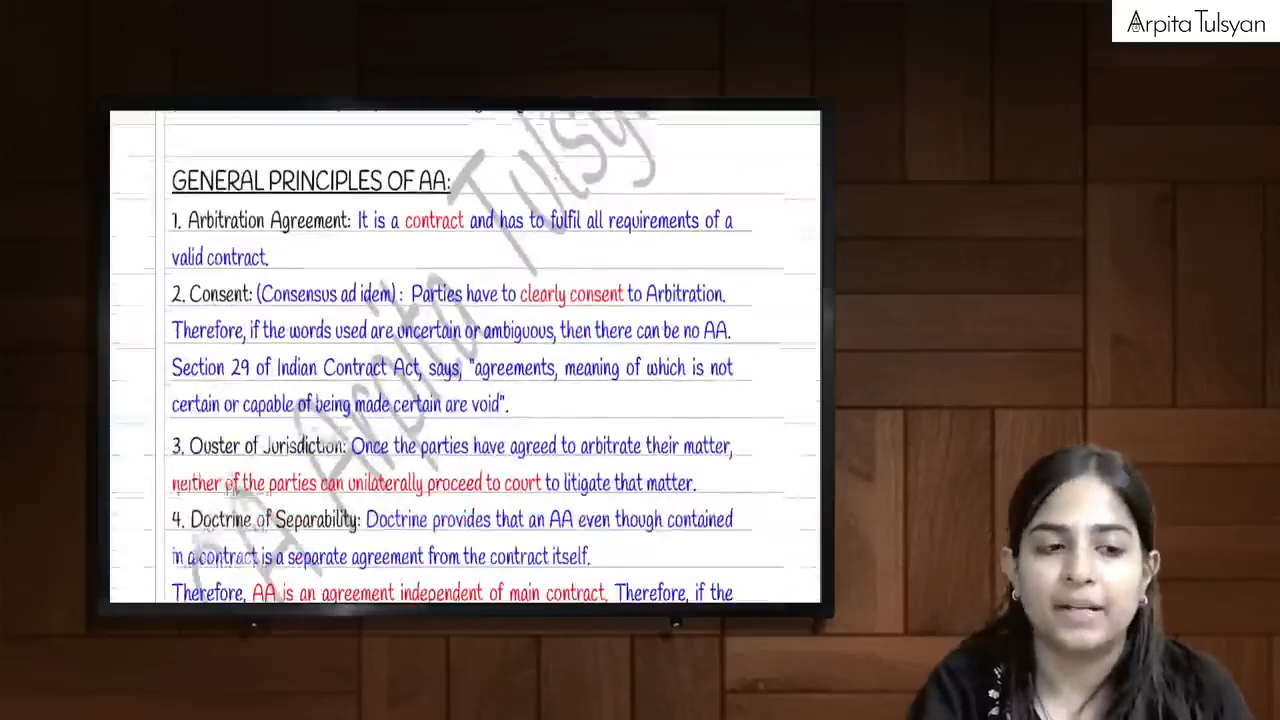 Arpita Tulsyan
GENERAL PRINCIPLES OF AA:
1. Arbitration Agreement: It is a contract and has to fulfil all requirements of a
valid contract.
2. Consent: (Consensus ad idem) : Parties have to clearly consent to Arbitration.
Therefore, if the words used are uncertain or ambiguous, then there can be no AA.
Section 29 of Indian Contract Act, says, "agreements, meaning of which is not
certain or capable of being made certain are void".
3. Ouster of Jurisdiction: Once the parties have agreed to arbitrate their matter,
neither of the parties can unilaterally proceed to court to litigate that matter.
4. Doctrine of Separability: Doctrine provides that an AA even though contained
in a contract is a separate agreement from the contract itself.
Therefore, AA is an agreement independent of main contract. Therefore, if the
CA Arpita Tulsy